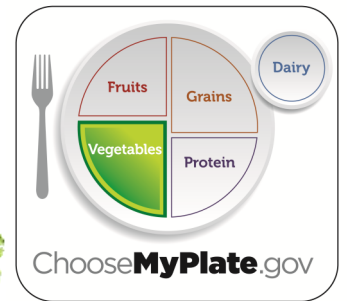 Fruits
Grains
Dairy
Vegetables
Protein
ChooseMyPlate.gov